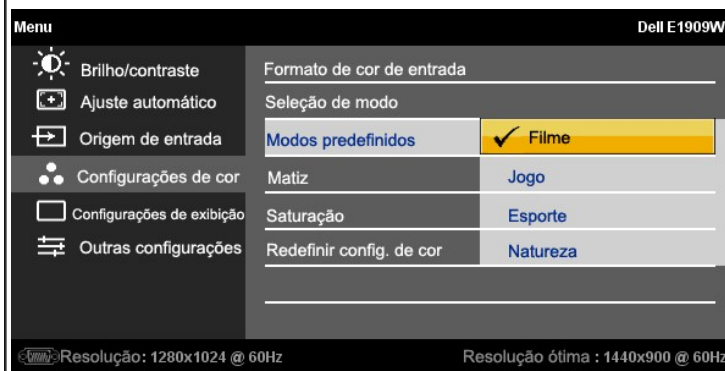 Menu Dell E1909W
Brilho/contraste
Ajuste automático
Origem de entrada
Configurações de cor
Configurações de exibição
Outras configurações
Formato de cor de entrada
Seleção de modo
Modos predefinidos
Matiz
Saturação
Redefinir config. de cor
Filme
Jogo
Esporte
Natureza
Resolução: 1280x1024 @ 60Hz Resolução ótima : 1440x900 @ 60Hz